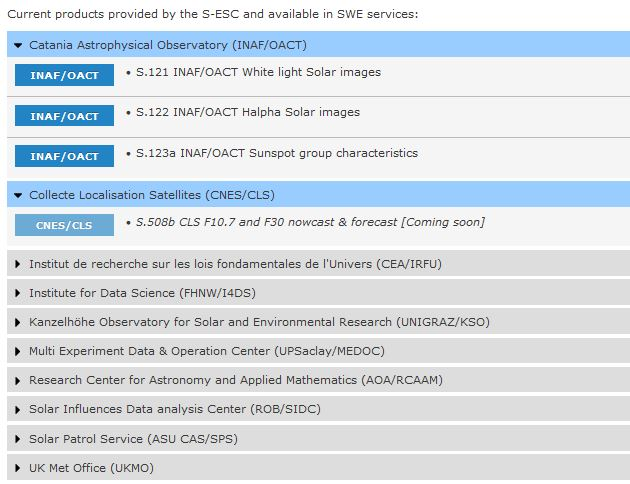 Current products provided by the S-ESC and available in SWE services:
Catania Astrophysical Observatory (INAF/OACT)
INAF/OACT • S.121 INAF/OACT White light Solar images
INAF/OACT • S.122 INAF/OACT Halpha Solar images
INAF/OACT • S.123a INAF/OACT Sunspot group characteristics
Collecte Localisation Satellites (CNES/CLS)
CNES/CLS • S.508b CLS F10.7 and F30 nowcast & forecast [Coming soon]
Institut de recherche sur les lois fondamentales de l'Univers (CEA/IRFU)
Institute for Data Science (FHNW/I4DS)
Kanzelhöhe Observatory for Solar and Environmental Research (UNIGRAZ/KSO)
Multi Experiment Data & Operation Center (UPSaclay/MEDOC)
Research Center for Astronomy and Applied Mathematics (AOA/RCAAM)
Solar Influences Data analysis Center (ROB/SIDC)
Solar Patrol Service (ASU CAS/SPS)
UK Met Office (UKMO)